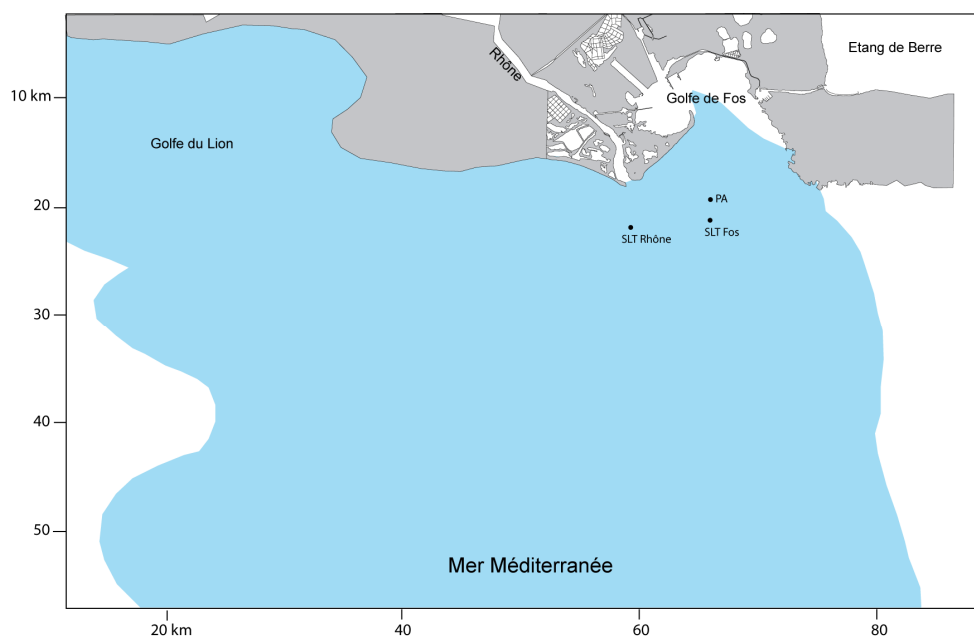 Etang de Berre
Rhône
Golfe de Fos
10 km
Golfe du Lion
PA
20
SLT Fos
SLT Rhône
30
40
50
Mer Méditerranée
20 km
40
60
80